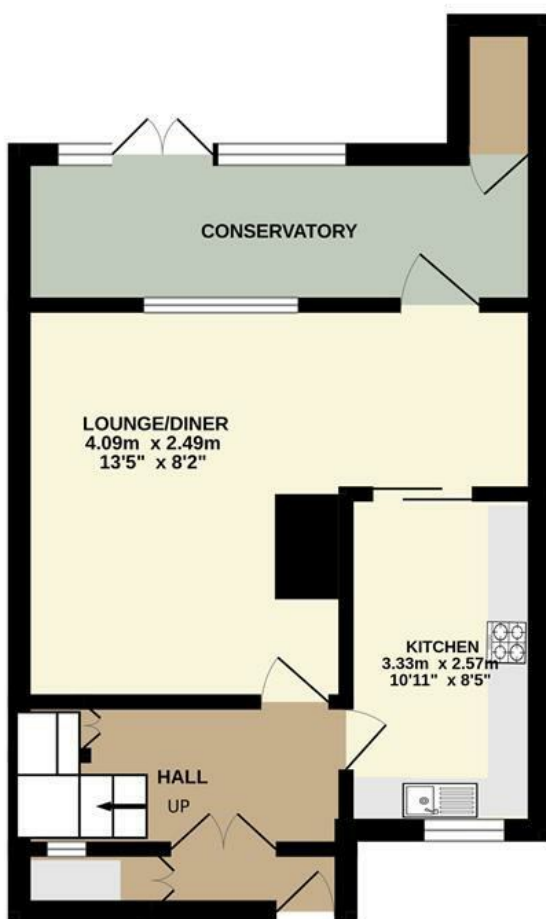 CONSERVATORY
LOUNGE/DINER
4.09m x 2.49m
13'5" x 8'2"
KITCHEN
3.33m x 2.57m
10'11" x 8'5"
HALL
UP